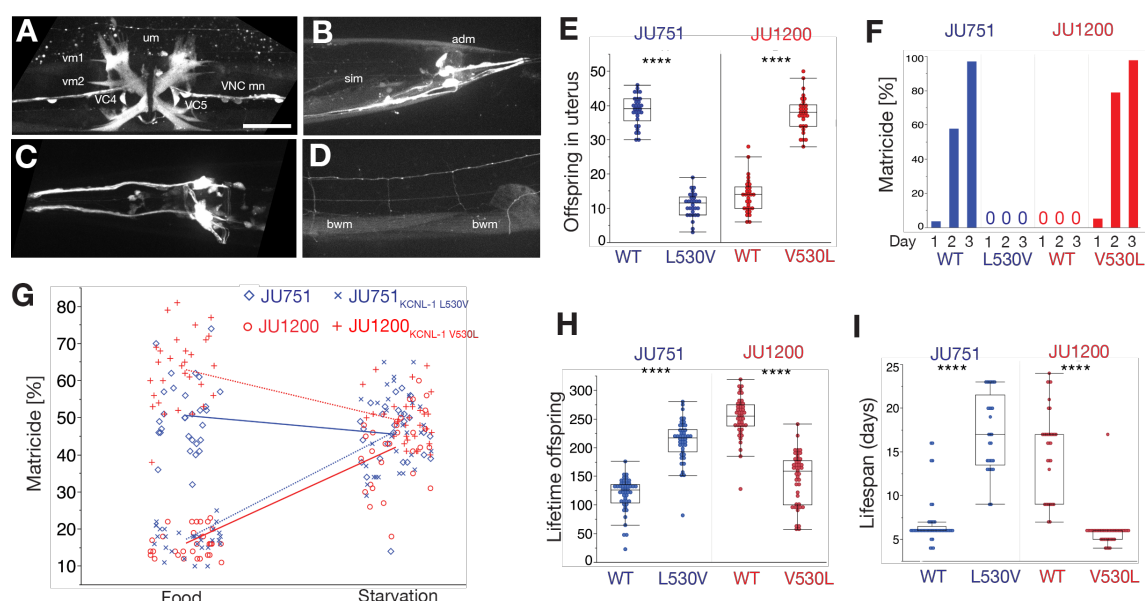 A
um
vm1
vm2
VNC mn
VC4
VC5
B
adm
sim
C
D
bwm
bwm
E
JU751
JU1200
****
****
Offspring in uterus
50
40
30
20
10
0
WT
L530V
WT
V530L
F
JU751
JU1200
Matricide [%]
100
80
60
40
20
0
0 0 0
0 0 0
Day 1 2 3 1 2 3 1 2 3 1 2 3
WT
L530V
WT
V530L
G
JU751
JU751 KCNL-1 L530V
JU1200
JU1200 KCNL-1 V530L
Matricide [%]
80
70
60
50
40
30
20
10
Food
Starvation
H
JU751
JU1200
****
****
Lifetime offspring
300
250
200
150
100
50
0
WT
L530V
WT
V530L
I
JU751
JU1200
****
****
Lifespan (days)
25
20
15
10
5
WT
L530V
WT
V530L